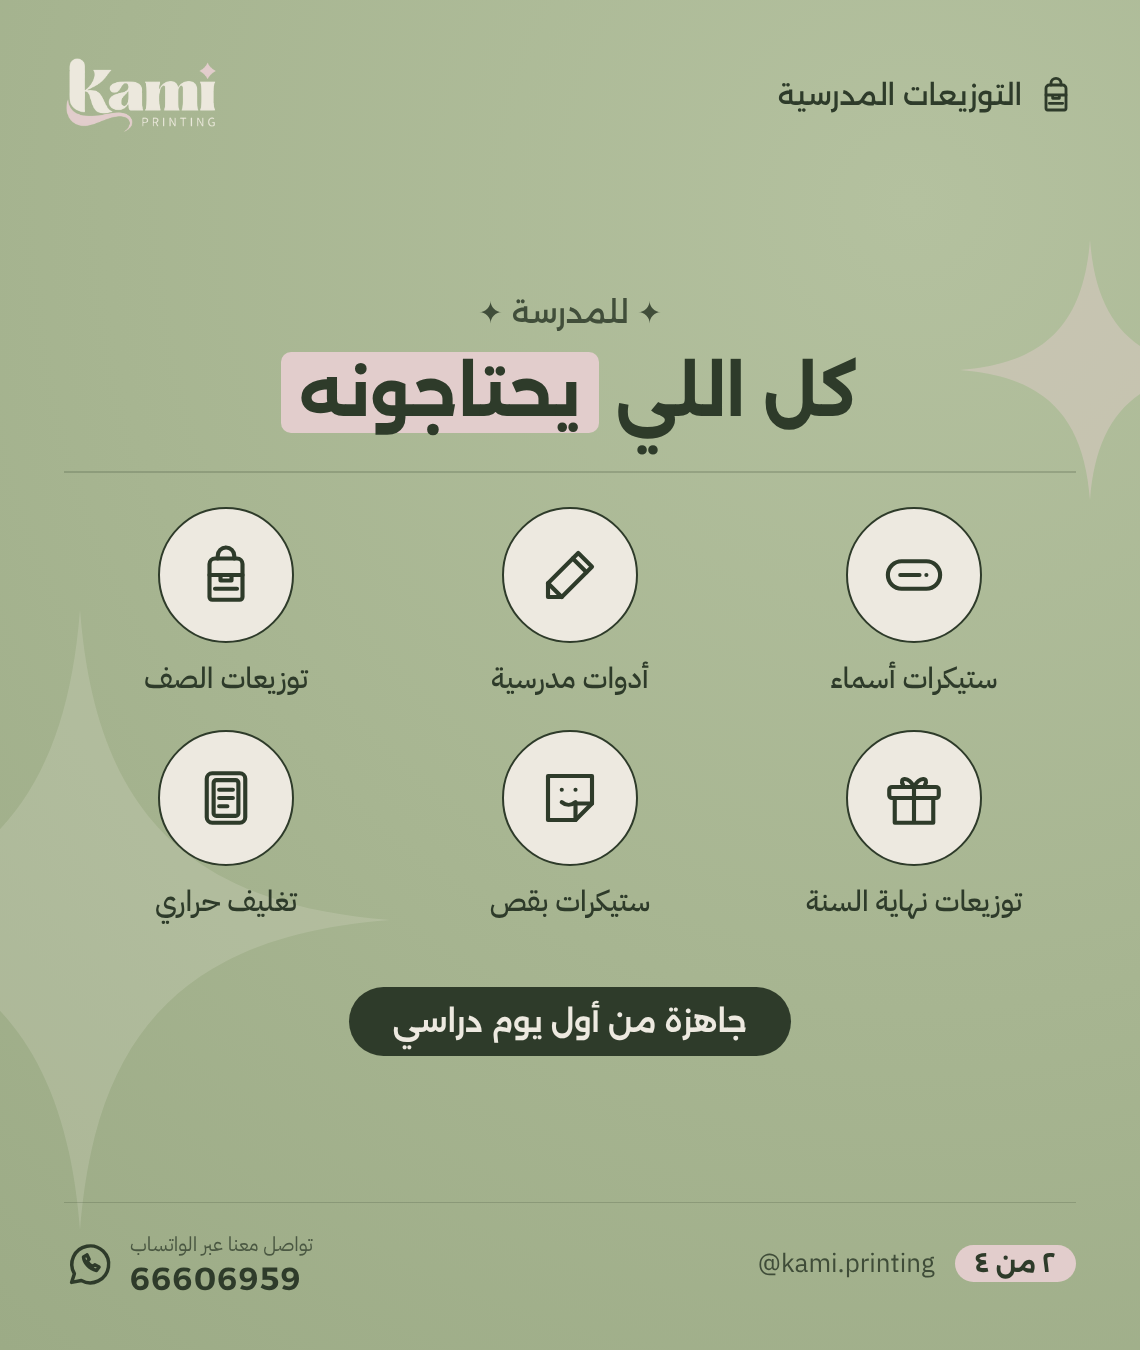 التوزيعات المدرسية
kami
PRINTING
✦ للمدرسة ✦
كل اللي يحتاجونه
ستيكرات أسماء
أدوات مدرسية
توزيعات الصف
توزيعات نهاية السنة
ستيكرات بقص
تغليف حراري
جاهزة من أول يوم دراسي
٢ من ٤
@kami.printing
تواصل معنا عبر الواتساب
66606959